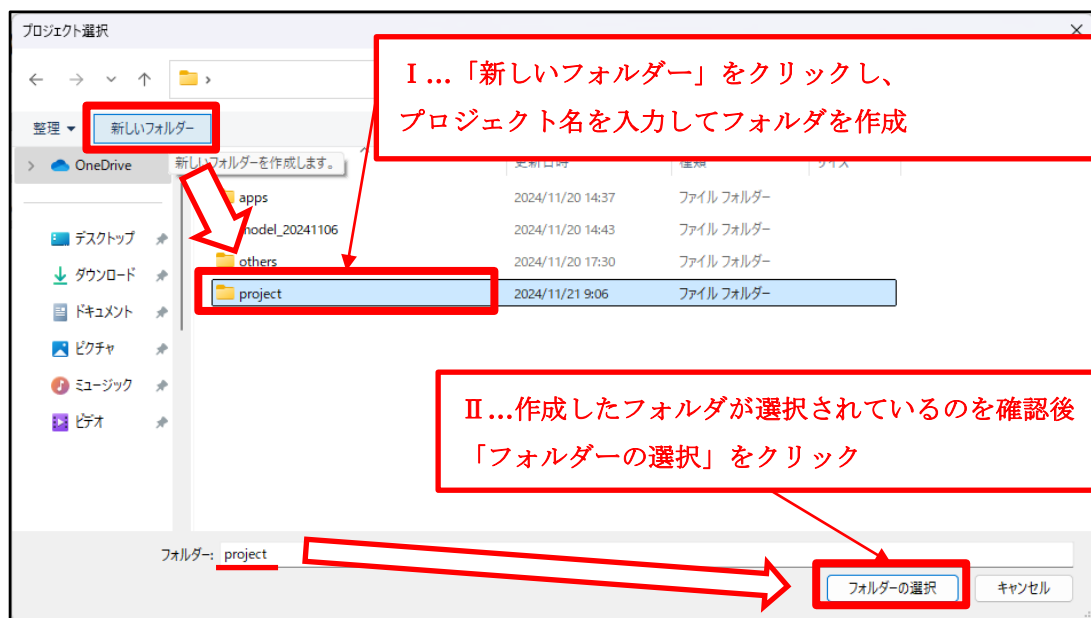 プロジェクト選択
Ⅰ…「新しいフォルダー」をクリックし、
プロジェクト名を入力してフォルダを作成
整理 新しいフォルダー
OneDrive
新しいフォルダーを作成します。
更新日時 種類 サイズ
apps 2024/11/20 14:37 ファイル フォルダー
model_20241106 2024/11/20 14:43 ファイル フォルダー
others 2024/11/20 17:30 ファイル フォルダー
project 2024/11/21 9:06 ファイル フォルダー
デスクトップ
ダウンロード
ドキュメント
ピクチャ
ミュージック
ビデオ
Ⅱ…作成したフォルダが選択されているのを確認後
「フォルダーの選択」をクリック
フォルダー: project
フォルダーの選択 キャンセル